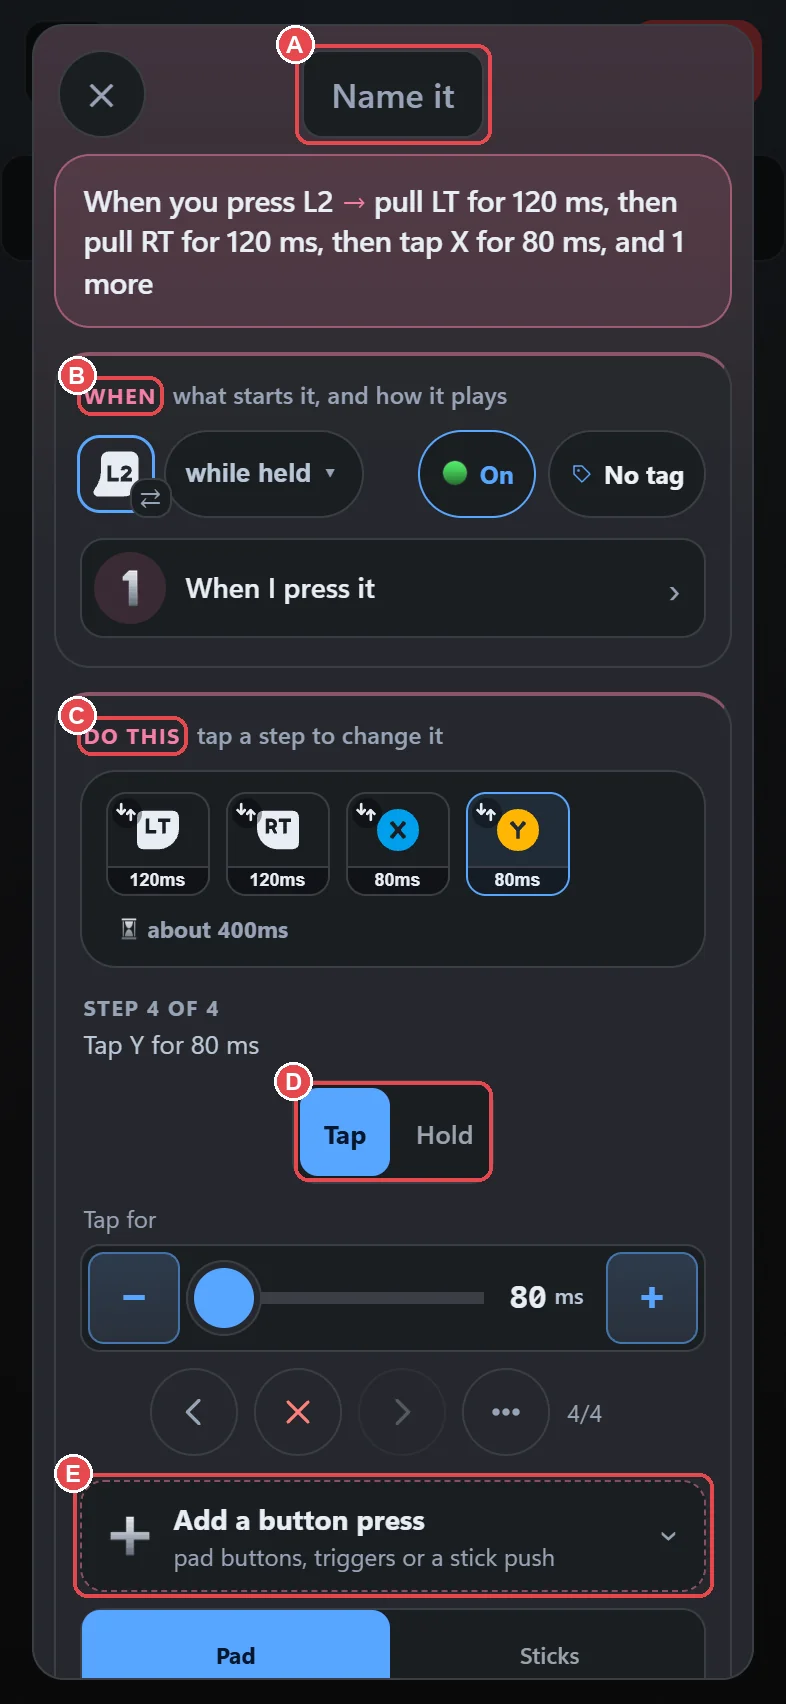 A
Name it
When you press L2 → pull LT for 120 ms, then
pull RT for 120 ms, then tap X for 80 ms, and 1
more
B
WHEN what starts it, and how it plays
L2 while held ▼ On No tag
1 When I press it ›
C
DO THIS tap a step to change it
LT RT X Y
120ms 120ms 80ms 80ms
about 400ms
STEP 4 OF 4
Tap Y for 80 ms
D
Tap Hold
Tap for
− 80 ms +
4/4
E
Add a button press
pad buttons, triggers or a stick push
Pad Sticks